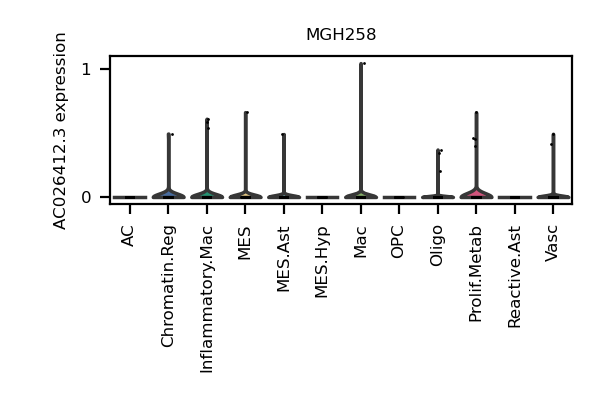 MGH258
AC026412.3 expression
1
0
AC
Chromatin.Reg
Inflammatory.Mac
MES
MES.Ast
MES.Hyp
Mac
OPC
Oligo
Prolif.Metab
Reactive.Ast
Vasc